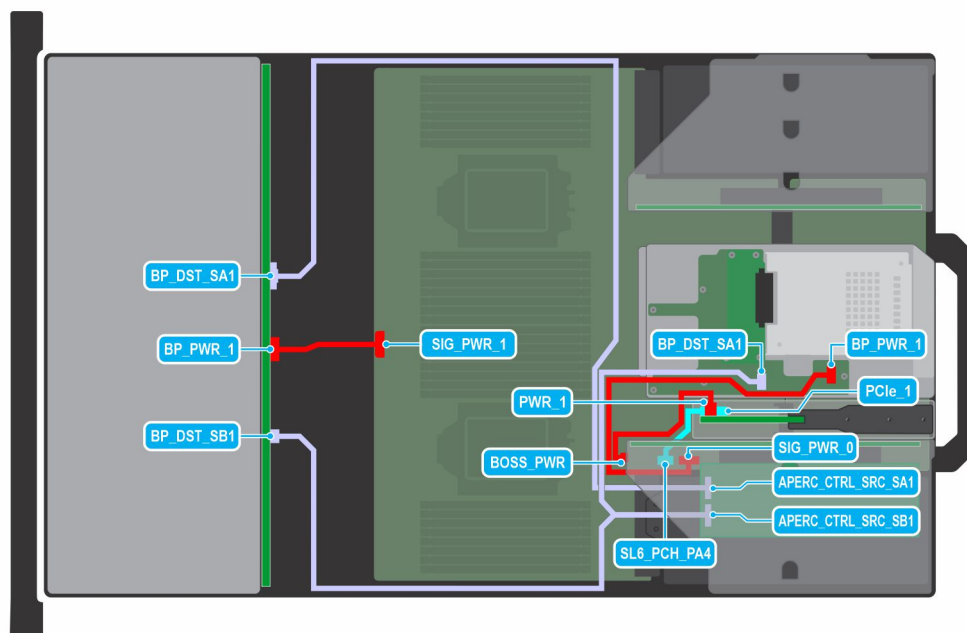 BP_DST_SA1
BP_PWR_1
SIG_PWR_1
BP_DST_SA1
BP_PWR_1
PCIe_1
PWR_1
BP_DST_SB1
SIG_PWR_0
BOSS_PWR
APERC_CTRL_SRC_SA1
APERC_CTRL_SRC_SB1
SL6_PCH_PA4